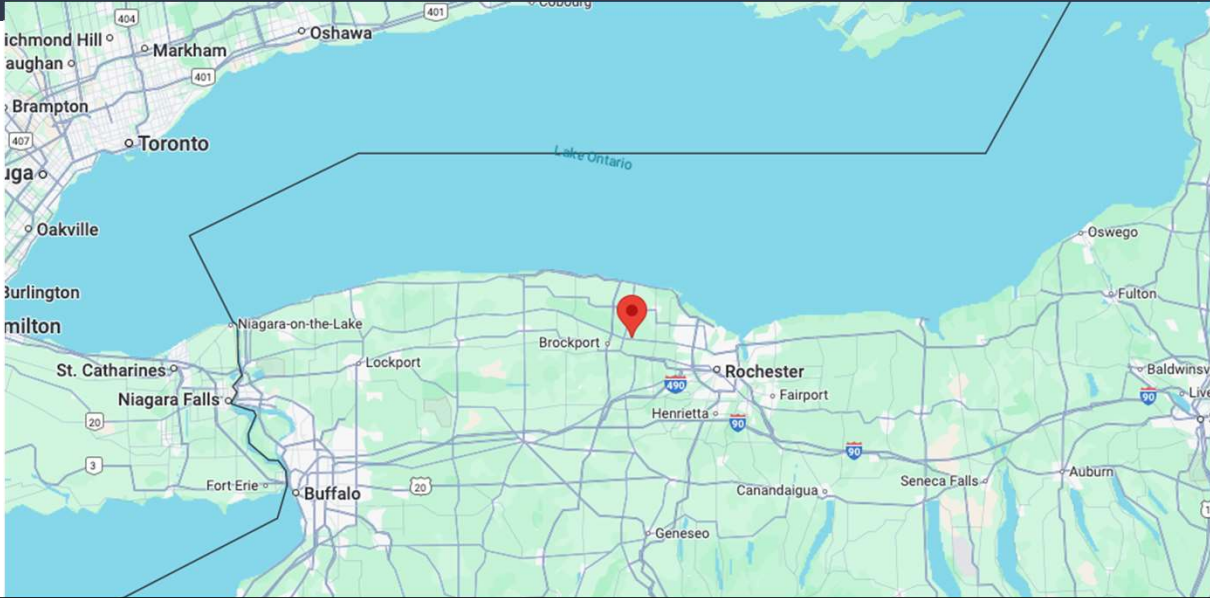 Cobourg
401
404
ichmond Hill
Oshawa
Markham
aughan
401
Brampton
407
Toronto
Lake Ontario
uga
Oakville
Oswego
Burlington
Fulton
milton
Niagara-on-the-Lake
Brockport
Lockport
St. Catharines
Rochester
Baldwinsv
490
Niagara Falls
Fairport
90
Live
Henrietta
20
90
90
3
Auburn
Fort Erie
20
Seneca Falls
Buffalo
Canandaigua
1
Geneseo